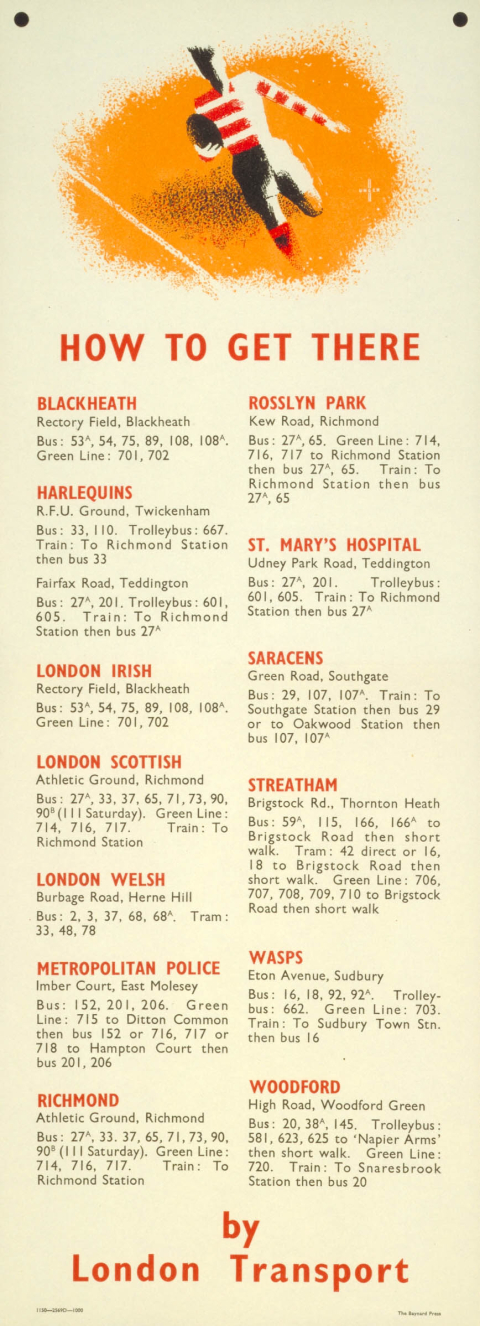 HOW TO GET THERE
BLACKHEATH
Rectory Field, Blackheath
Bus: 53A, 54, 75, 89, 108, 108A.
Green Line: 701, 702
HARLEQUINS
R.F.U. Ground, Twickenham
Bus: 33, 110. Trolleybus: 667.
Train: To Richmond Station
then bus 33
Fairfax Road, Teddington
Bus: 27A, 201. Trolleybus: 601,
605. Train: To Richmond
Station then bus 27A
LONDON IRISH
Rectory Field, Blackheath
Bus: 53A, 54, 75, 89, 108, 108A.
Green Line: 701, 702
LONDON SCOTTISH
Athletic Ground, Richmond
Bus: 27A, 33, 37, 65, 71, 73, 90,
90B (111 Saturday). Green Line:
714, 716, 717. Train: To
Richmond Station
LONDON WELSH
Burbage Road, Herne Hill
Bus: 2, 3, 37, 68, 68A. Tram:
33, 48, 78
METROPOLITAN POLICE
Imber Court, East Molesey
Bus: 152, 201, 206. Green
Line: 715 to Ditton Common
then bus 152 or 716, 717 or
718 to Hampton Court then
bus 201, 206
RICHMOND
Athletic Ground, Richmond
Bus: 27A, 33. 37, 65, 71, 73, 90,
90B (111 Saturday). Green Line:
714, 716, 717. Train: To
Richmond Station
ROSSLYN PARK
Kew Road, Richmond
Bus: 27A, 65. Green Line: 714,
716, 717 to Richmond Station
then bus 27A, 65. Train: To
Richmond Station then bus
27A, 65
ST. MARY'S HOSPITAL
Udney Park Road, Teddington
Bus: 27A, 201. Trolleybus:
601, 605. Train: To Richmond
Station then bus 27A
SARACENS
Green Road, Southgate
Bus: 29, 107, 107A. Train: To
Southgate Station then bus 29
or to Oakwood Station then
bus 107, 107A
STREATHAM
Brigstock Rd., Thornton Heath
Bus: 59A, 115, 166, 166A to
Brigstock Road then short
walk. Tram: 42 direct or 16,
18 to Brigstock Road then
short walk. Green Line: 706,
707, 708, 709, 710 to Brigstock
Road then short walk
WASPS
Eton Avenue, Sudbury
Bus: 16, 18, 92, 92A. Trolley-
bus: 662. Green Line: 703.
Train: To Sudbury Town Stn.
then bus 16
WOODFORD
High Road, Woodford Green
Bus: 20, 38A, 145. Trolleybus:
581, 623, 625 to 'Napier Arms'
then short walk. Green Line:
720. Train: To Snaresbrook
Station then bus 20
by
London Transport
The Baynard Press